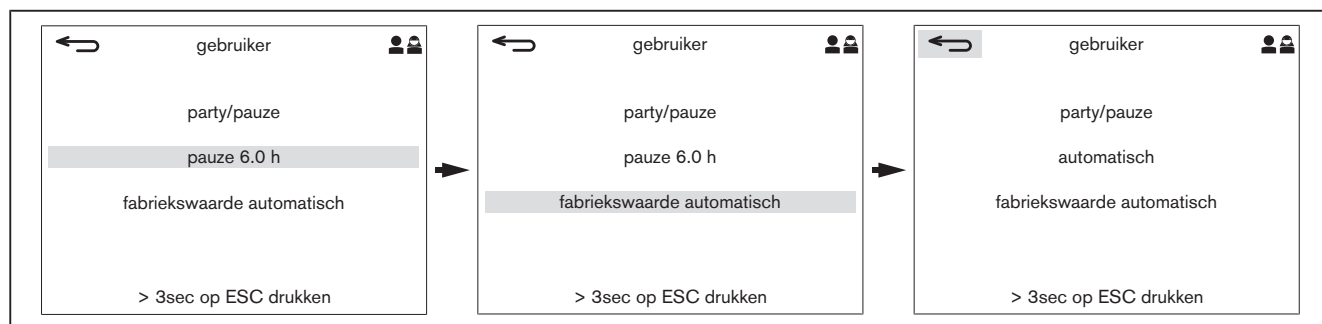 gebruiker
party/pauze
pauze 6.0 h
fabriekswaarde automatisch
> 3sec op ESC drukken
gebruiker
party/pauze
pauze 6.0 h
fabriekswaarde automatisch
> 3sec op ESC drukken
gebruiker
party/pauze
automatisch
fabriekswaarde automatisch
> 3sec op ESC drukken